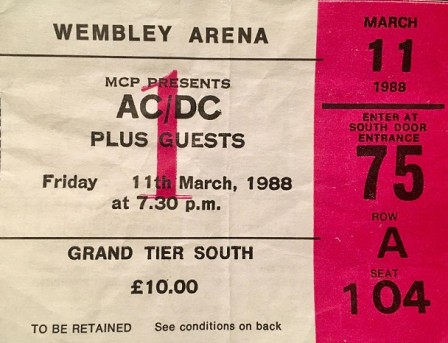 WEMBLEY ARENA
MCP PRESENTS
AC/DC
PLUS GUESTS
1
Friday 11th March, 1988
at 7.30 p.m.
GRAND TIER SOUTH
£10.00
TO BE RETAINED See conditions on back
MARCH
11
1988
ENTER AT
SOUTH DOOR
ENTRANCE
75
ROW
A
SEAT
104